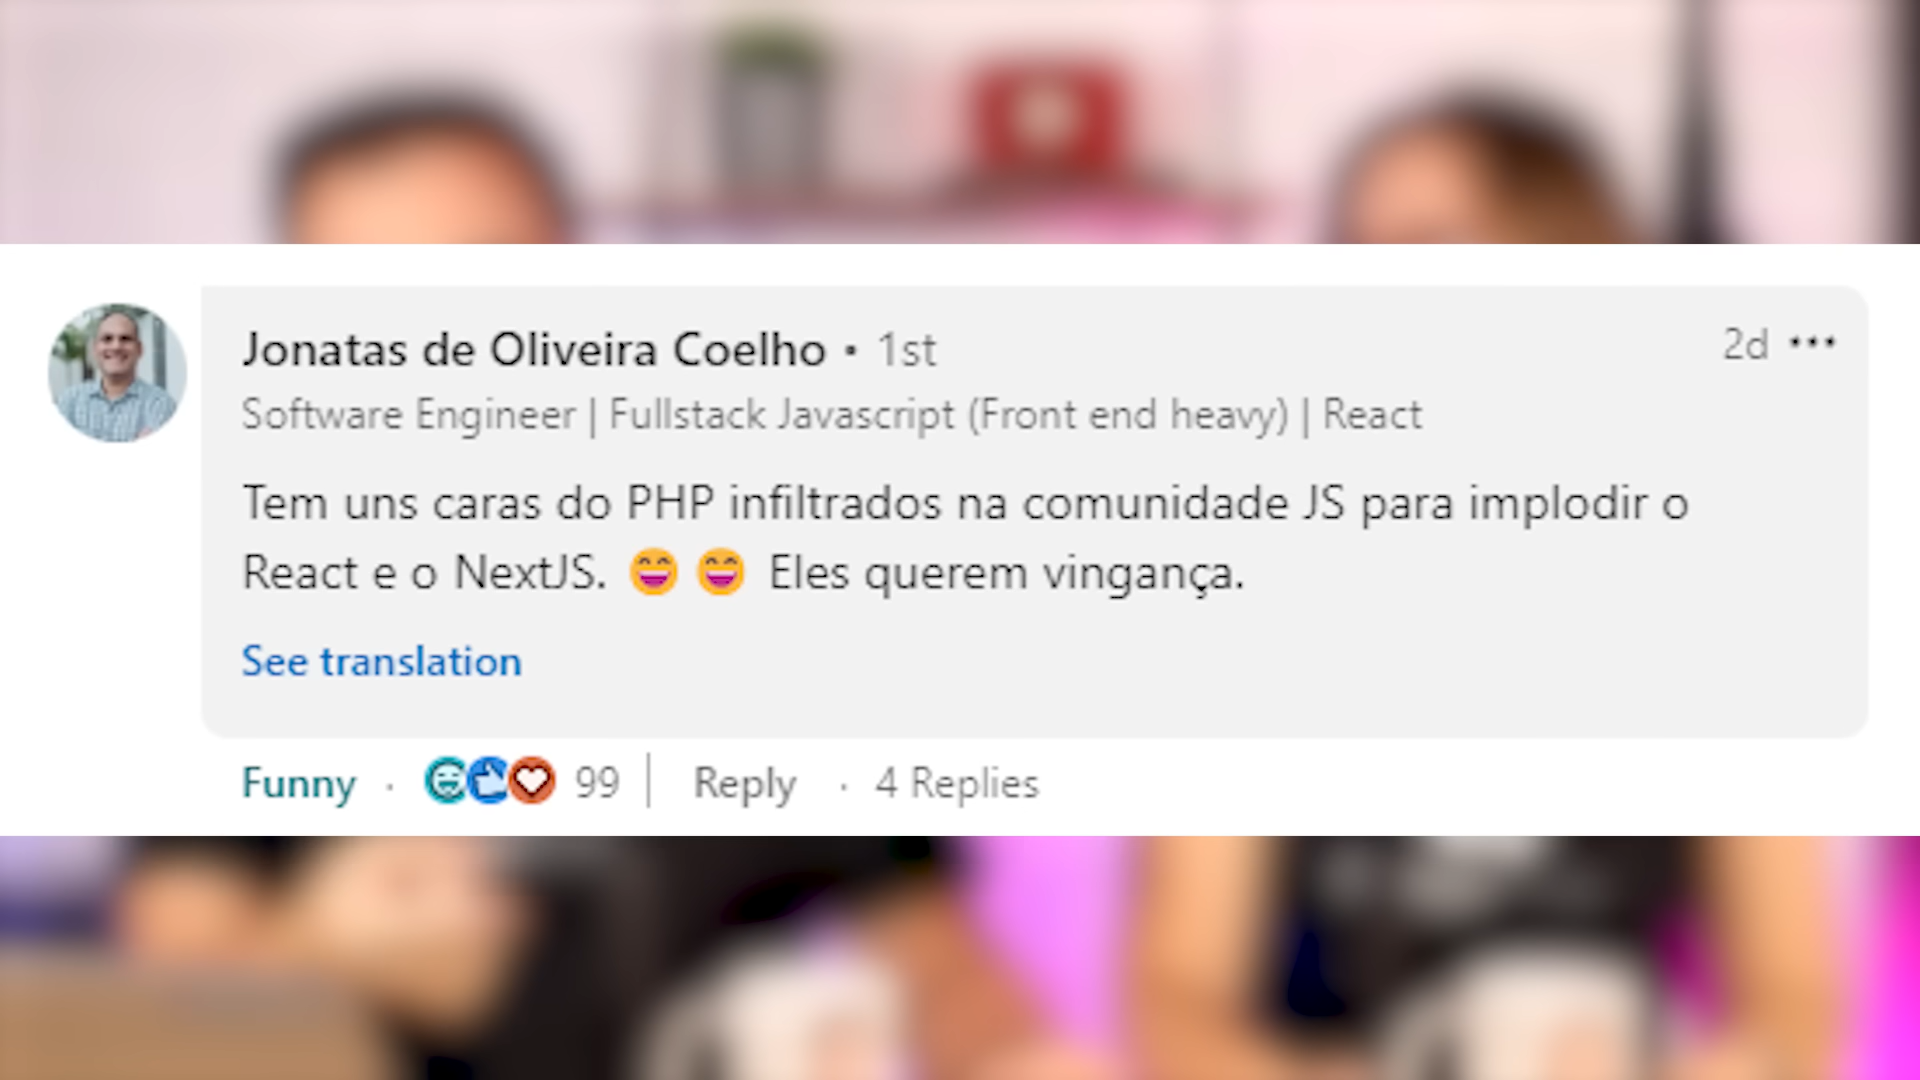 Jonatas de Oliveira Coelho • 1st
2d •••
Software Engineer | Fullstack Javascript (Front end heavy) | React
Tem uns caras do PHP infiltrados na comunidade JS para implodir o
React e o NextJS. 😄 😄 Eles querem vingança.
See translation
Funny · 99 | Reply · 4 Replies